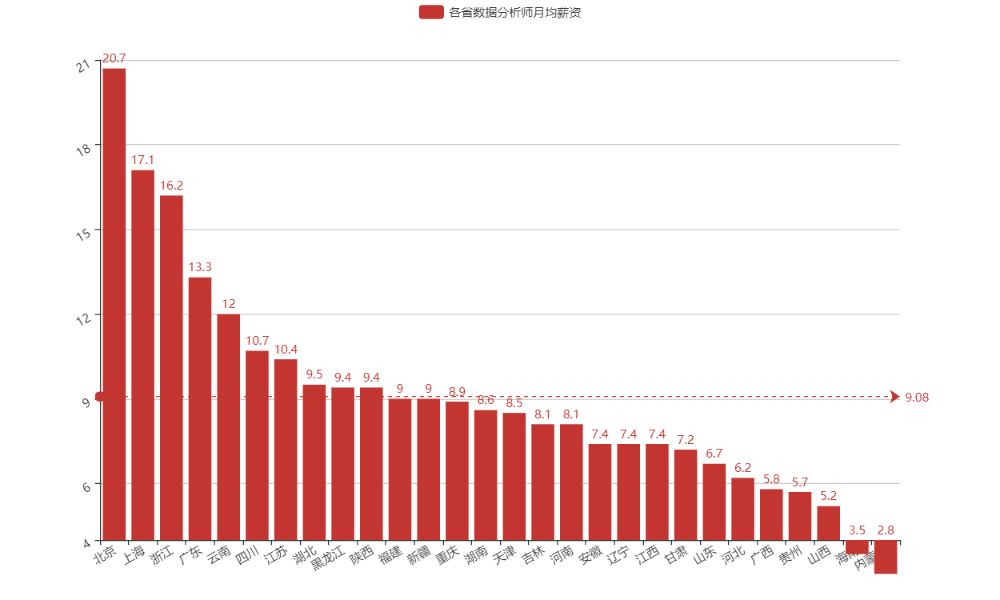 各省数据分析师月均薪资
21
18
15
12
9
6
4
20.7
17.1
16.2
13.3
12
10.7
10.4
9.5
9.4
9.4
9
9
8.9
8.6
8.5
8.1
8.1
7.4
7.4
7.4
7.2
6.7
6.2
5.8
5.7
5.2
3.5
2.8
9.08
北京
上海
浙江
广东
云南
四川
江苏
湖北
黑龙江
陕西
福建
新疆
重庆
湖南
天津
吉林
河南
安徽
辽宁
江西
甘肃
山东
河北
广西
贵州
山西
海
内蒙